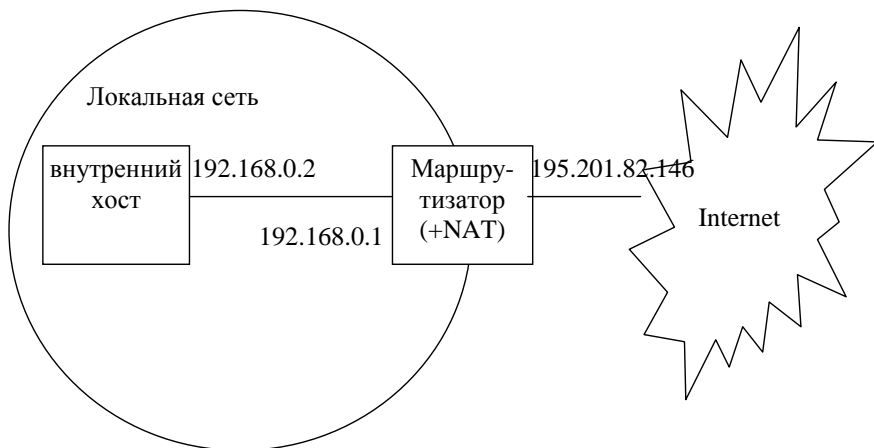 Локальная сеть
внутренний
хост
192.168.0.2
192.168.0.1
Маршру-
тизатор
(+NAT)
195.201.82.146
Internet